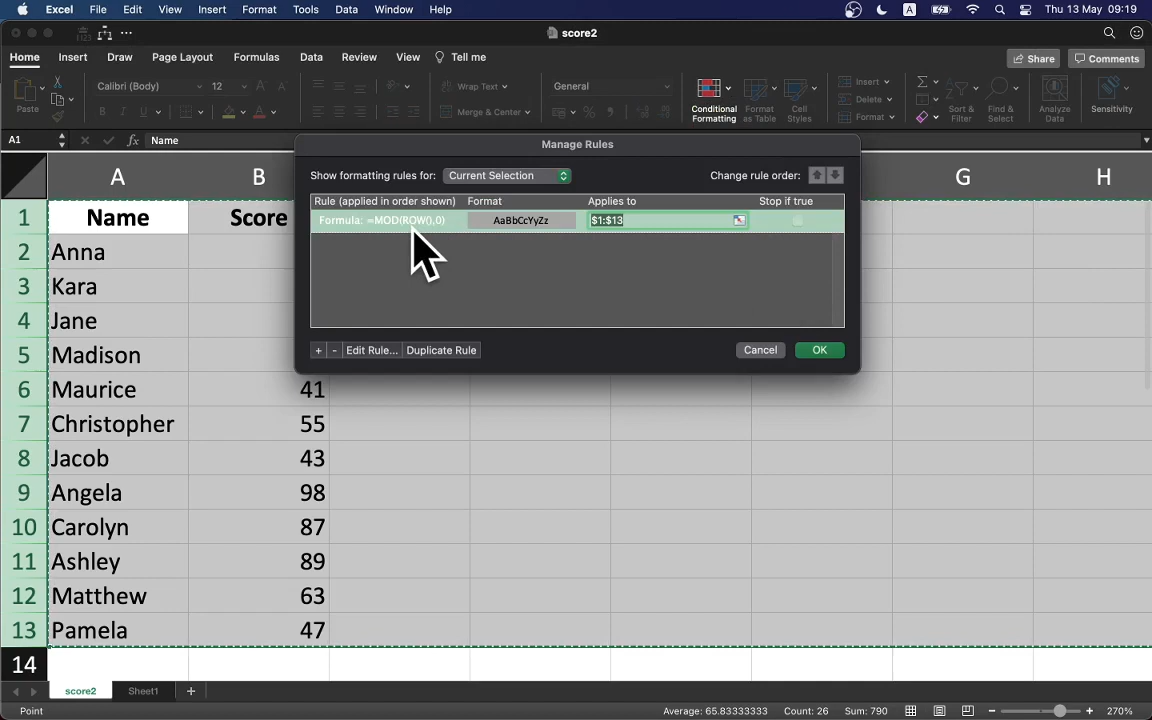 Excel File Edit View Insert Format Tools Data Window Help A Thu 13 May 09:19
score2
Home Insert Draw Page Layout Formulas Data Review View Tell me Share Comments
Paste Calibri (Body) 12 Wrap Text General Conditional Formatting Format as Table Cell Styles Insert Sort & Filter Find & Select Analyze Data Sensitivity
B I U Merge & Center Delete
Format
A1 fx Name
Manage Rules
Show formatting rules for: Current Selection Change rule order:
Rule (applied in order shown) Format Applies to Stop if true
Formula: =MOD(ROW(),0) AaBbCcYyZz $1:$13
+ - Edit Rule... Duplicate Rule Cancel OK
A B G H
1 Name Score
2 Anna
3 Kara
4 Jane
5 Madison
6 Maurice 41
7 Christopher 55
8 Jacob 43
9 Angela 98
10 Carolyn 87
11 Ashley 89
12 Matthew 63
13 Pamela 47
14
score2 Sheet1 +
Point Average: 65.83333333 Count: 26 Sum: 790 - + 270%